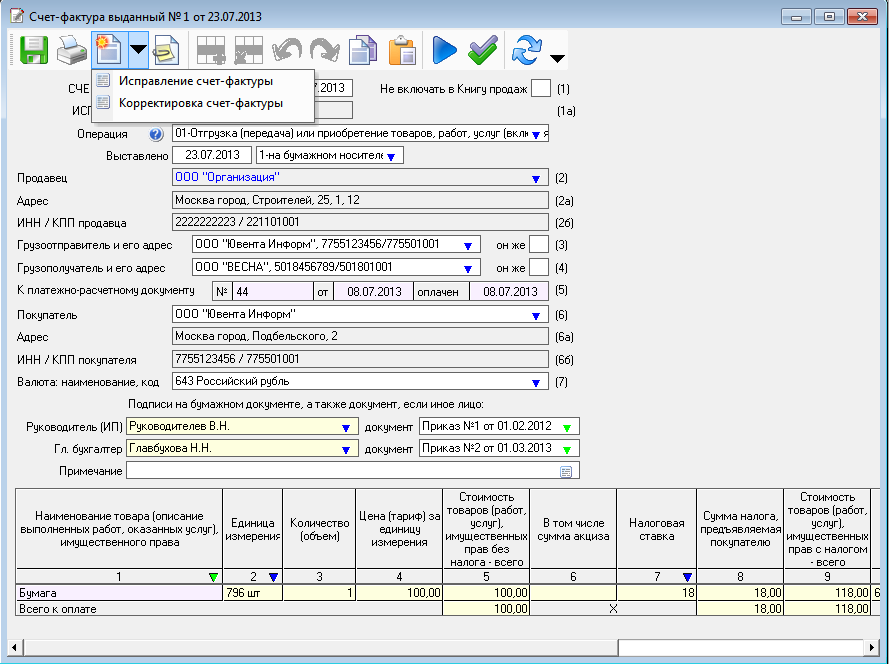 Счет-фактура выданный № 1 от 23.07.2013
Исправление счет-фактуры
Корректировка счет-фактуры
СЧЕ 7.2013 Не включать в Книгу продаж (1)
ИСП (1а)
Операция 01-Отгрузка (передача) или приобретение товаров, работ, услуг (вкл
Выставлено 23.07.2013 1-на бумажном носителе
Продавец ООО "Организация" (2)
Адрес Москва город, Строителей, 25, 1, 12 (2а)
ИНН / КПП продавца 2222222223 / 221101001 (2б)
Грузоотправитель и его адрес ООО "Ювента Информ", 7755123456/775501001 он же (3)
Грузополучатель и его адрес ООО "ВЕСНА", 5018456789/501801001 он же (4)
К платежно-расчетному документу № 44 от 08.07.2013 оплачен 08.07.2013 (5)
Покупатель ООО "Ювента Информ" (6)
Адрес Москва город, Подбельского, 2 (6а)
ИНН / КПП покупателя 7755123456 / 775501001 (6б)
Валюта: наименование, код 643 Российский рубль (7)
Подписи на бумажном документе, а также документ, если иное лицо:
Руководитель (ИП) Руководителев В.Н. документ Приказ №1 от 01.02.2012
Гл. бухгалтер Главбухова Н.Н. документ Приказ №2 от 01.03.2013
Примечание
Наименование товара (описание выполненных работ, оказанных услуг), имущественного права
Единица измерения
Количество (объем)
Цена (тариф) за единицу измерения
Стоимость товаров (работ, услуг), имущественных прав без налога - всего
В том числе сумма акциза
Налоговая ставка
Сумма налога, предъявляемая покупателю
Стоимость товаров (работ, услуг), имущественных прав с налогом - всего
1 2 3 4 5 6 7 8 9
Бумага 796 шт 1 100,00 100,00 18 18,00 118,00 6
Всего к оплате 100,00 X 18,00 118,00